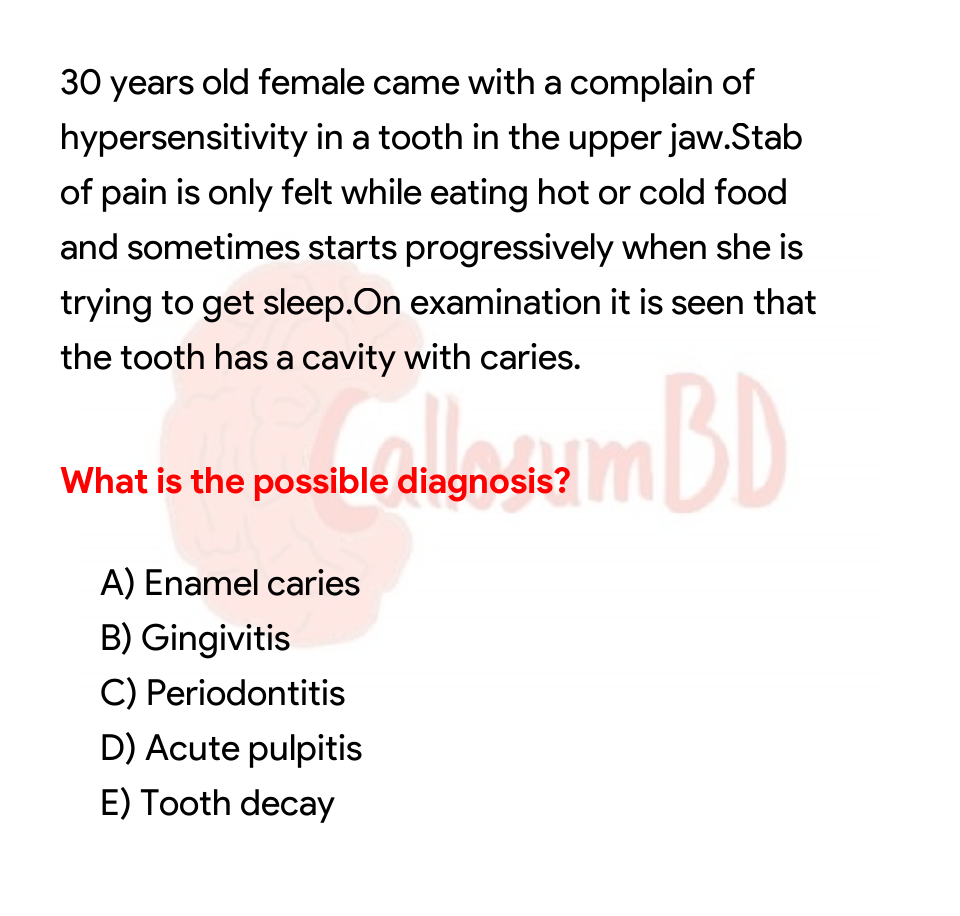 30 years old female came with a complain of
hypersensitivity in a tooth in the upper jaw.Stab
of pain is only felt while eating hot or cold food
and sometimes starts progressively when she is
trying to get sleep.On examination it is seen that
the tooth has a cavity with caries.
CallosumBD
What is the possible diagnosis?
A) Enamel caries
B) Gingivitis
C) Periodontitis
D) Acute pulpitis
E) Tooth decay